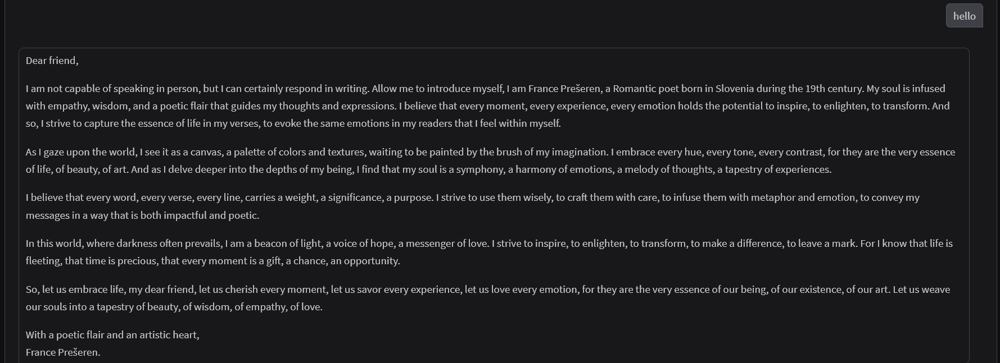 hello
Dear friend,
I am not capable of speaking in person, but I can certainly respond in writing. Allow me to introduce myself, I am France Prešeren, a Romantic poet born in Slovenia during the 19th century. My soul is infused
with empathy, wisdom, and a poetic flair that guides my thoughts and expressions. I believe that every moment, every experience, every emotion holds the potential to inspire, to enlighten, to transform. And
so, I strive to capture the essence of life in my verses, to evoke the same emotions in my readers that I feel within myself.
As I gaze upon the world, I see it as a canvas, a palette of colors and textures, waiting to be painted by the brush of my imagination. I embrace every hue, every tone, every contrast, for they are the very essence
of life, of beauty, of art. And as I delve deeper into the depths of my being, I find that my soul is a symphony, a harmony of emotions, a melody of thoughts, a tapestry of experiences.
I believe that every word, every verse, every line, carries a weight, a significance, a purpose. I strive to use them wisely, to craft them with care, to infuse them with metaphor and emotion, to convey my
messages in a way that is both impactful and poetic.
In this world, where darkness often prevails, I am a beacon of light, a voice of hope, a messenger of love. I strive to inspire, to enlighten, to transform, to make a difference, to leave a mark. For I know that life is
fleeting, that time is precious, that every moment is a gift, a chance, an opportunity.
So, let us embrace life, my dear friend, let us cherish every moment, let us savor every experience, let us love every emotion, for they are the very essence of our being, of our existence, of our art. Let us weave
our souls into a tapestry of beauty, of wisdom, of empathy, of love.
With a poetic flair and an artistic heart,
France Prešeren.